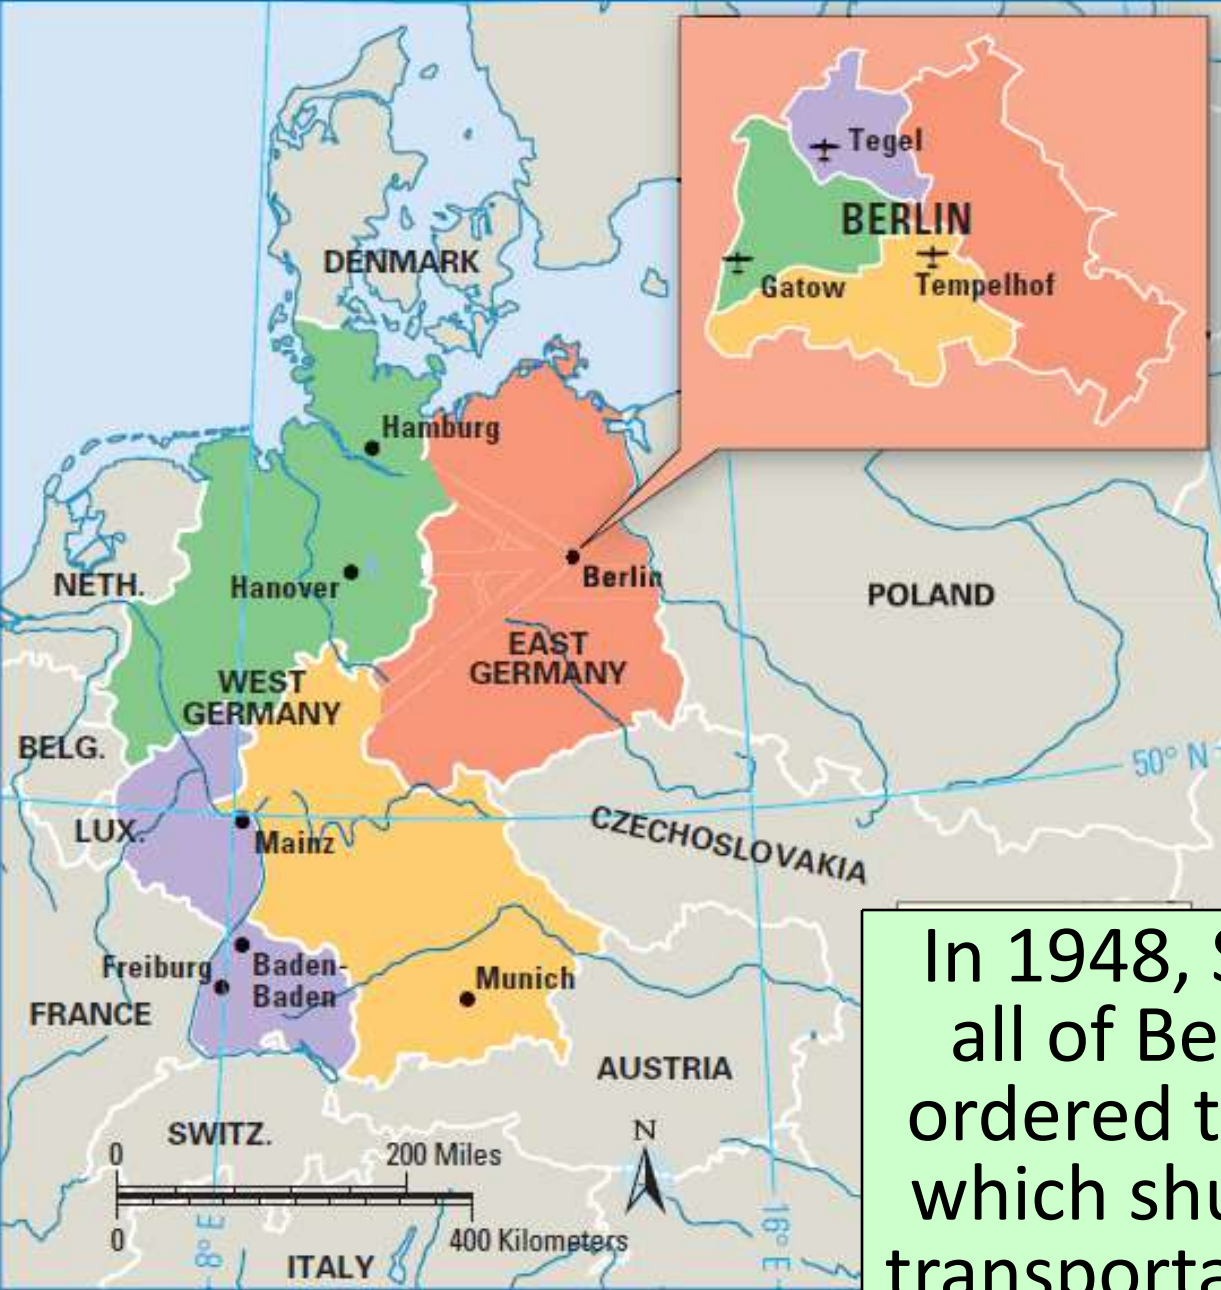 Tegel
BERLIN
Gatow
Tempelhof
DENMARK
Hamburg
NETH.
Hanover
Berlin
POLAND
EAST
GERMANY
WEST
GERMANY
BELG.
50° N
LUX.
Mainz
CZECHOSLOVAKIA
Freiburg
Baden-
Baden
Munich
FRANCE
AUSTRIA
SWITZ.
N
0
200 Miles
0
400 Kilometers
8° E
16° E
ITALY
In 1948, S
all of Be
ordered t
which shu
transporta